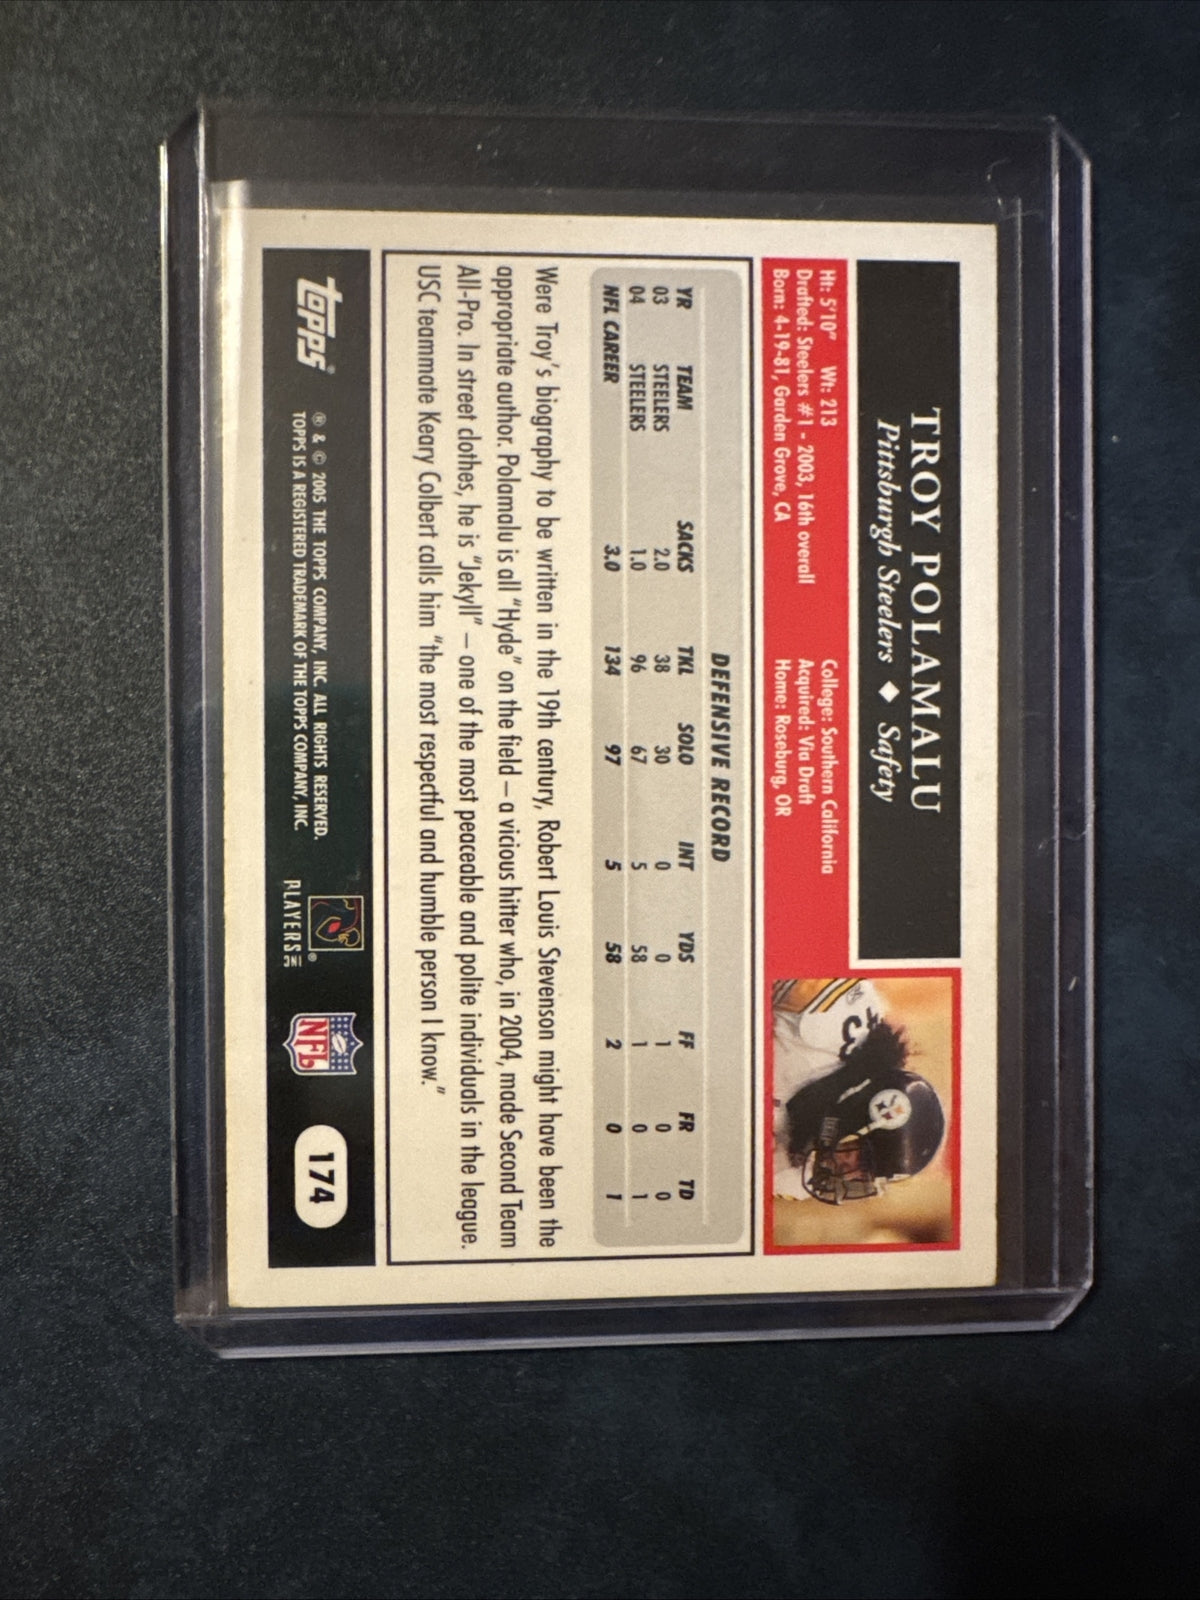 TROY POLAMALU
Pittsburgh Steelers ♦ Safety
Ht: 5'10" Wt: 213 College: Southern California
Drafted: Steelers #1 - 2003, 16th overall Acquired: Via Draft
Born: 4-19-81, Garden Grove, CA Home: Roseburg, OR
DEFENSIVE RECORD
YR TEAM SACKS TKL SOLO INT YDS FF FR TD
03 STEELERS 2.0 38 30 0 0 1 0 0
04 STEELERS 1.0 96 67 5 58 1 0 1
NFL CAREER 3.0 134 97 5 58 2 0 1
Were Troy's biography to be written in the 19th century, Robert Louis Stevenson might have been the
appropriate author. Polamalu is all "Hyde" on the field – a vicious hitter who, in 2004, made Second Team
All-Pro. In street clothes, he is "Jekyll" – one of the most peaceable and polite individuals in the league.
USC teammate Keary Colbert calls him "the most respectful and humble person I know."
topps®
® & © 2005 THE TOPPS COMPANY, INC. ALL RIGHTS RESERVED.
TOPPS IS A REGISTERED TRADEMARK OF THE TOPPS COMPANY, INC.
®
PLAYERS INC
NFL
174
43